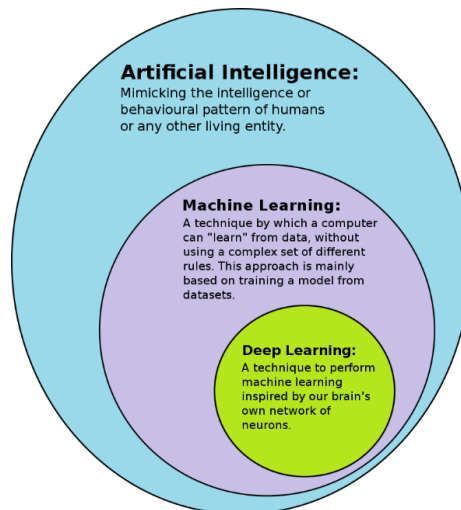 Artificial Intelligence:
Mimicking the intelligence or
behavioural pattern of humans
or any other living entity.
Machine Learning:
A technique by which a computer
can "learn" from data, without
using a complex set of different
rules. This approach is mainly
based on training a model from
datasets.
Deep Learning:
A technique to perform
machine learning
inspired by our brain's
own network of
neurons.